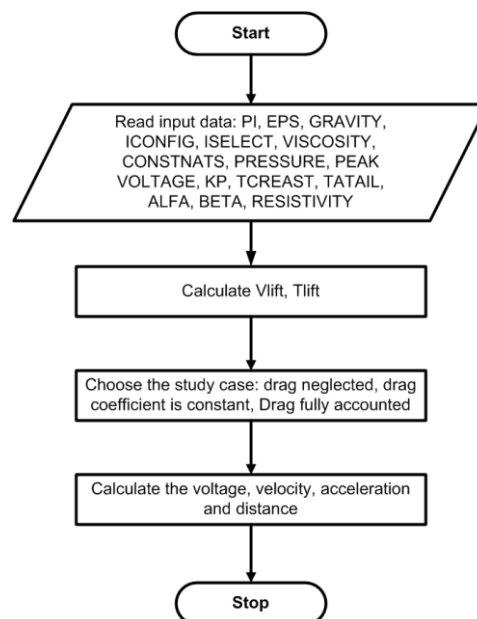 Start
Read input data: PI, EPS, GRAVITY,
ICONFIG, ISELECT, VISCOSITY,
CONSTNATS, PRESSURE, PEAK
VOLTAGE, KP, TCREAST, TATAIL,
ALFA, BETA, RESISTIVITY
Calculate Vlift, Tlift
Choose the study case: drag neglected, drag
coefficient is constant, Drag fully accounted
Calculate the voltage, velocity, acceleration
and distance
Stop